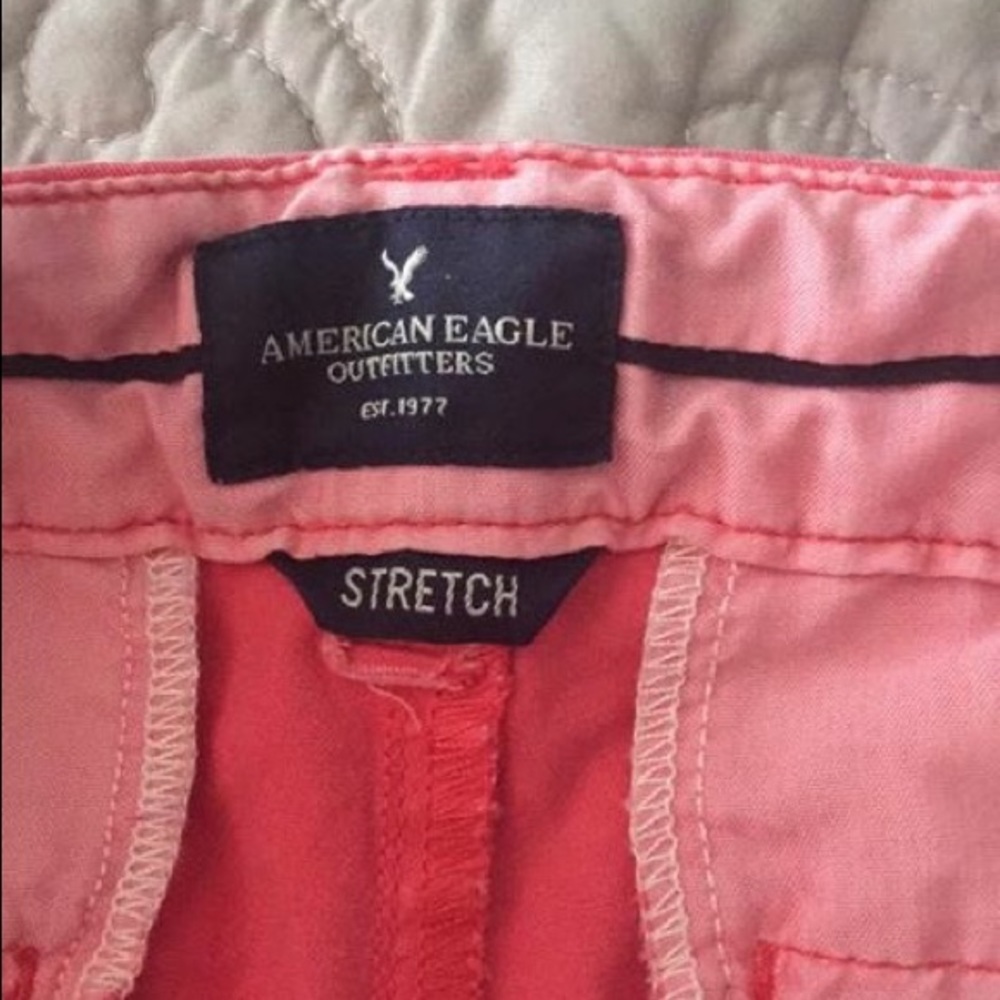 AMERICAN EAGLE
OUTFITTERS
EST. 1977
STRETCH